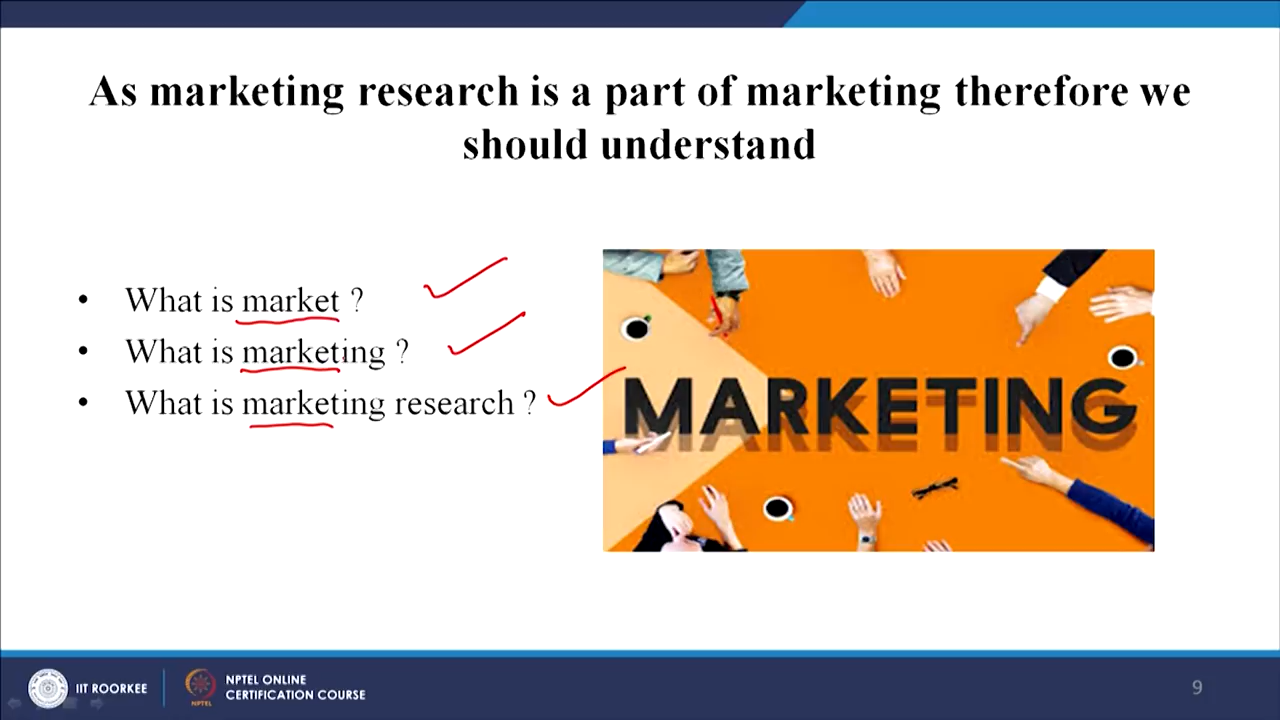 As marketing research is a part of marketing therefore we
should understand
• What is market ?
• What is marketing ?
• What is marketing research ?
MARKETING
IIT ROORKEE
NPTEL
NPTEL ONLINE
CERTIFICATION COURSE
9